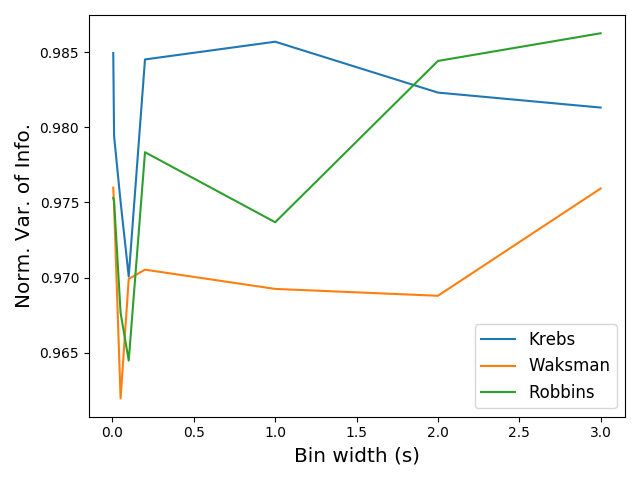 0.985
0.980
0.975
0.970
0.965
Norm. Var. of Info.
0.0 0.5 1.0 1.5 2.0 2.5 3.0
Bin width (s)
Krebs
Waksman
Robbins